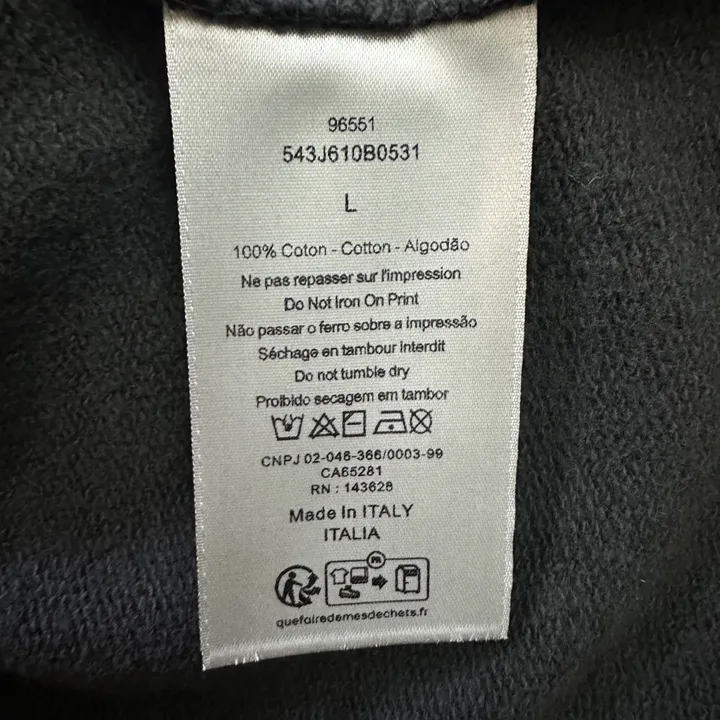 96551
543J610B0531
L
100% Coton - Cotton - Algodão
Ne pas repasser sur l'impression
Do Not Iron On Print
Não passar o ferro sobre a impressão
Séchage en tambour interdit
Do not tumble dry
Proibido secagem em tambor
CNPJ 02-046-366/0003-99
CA65281
RN : 143628
Made In ITALY
ITALIA
FR
quefairedemesdechets.fr